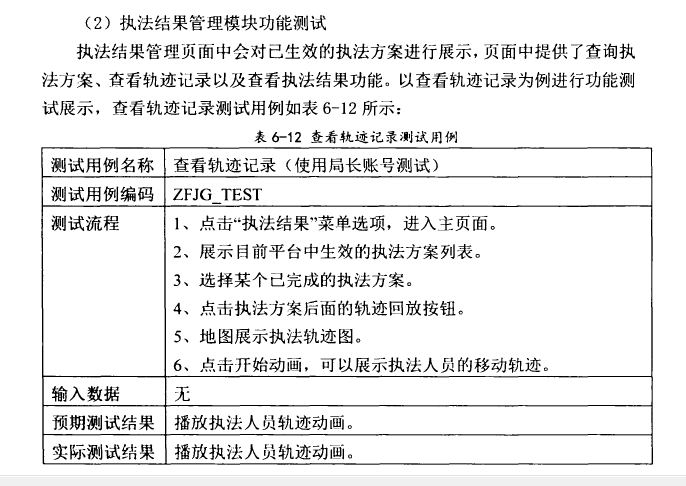 （2）执法结果管理模块功能测试
执法结果管理页面中会对已生效的执法方案进行展示，页面中提供了查询执
法方案、查看轨迹记录以及查看执法结果功能。以查看轨迹记录为例进行功能测
试展示，查看轨迹记录测试用例如表 6-12 所示：
表 6-12 查看轨迹记录测试用例
测试用例名称 查看轨迹记录（使用局长账号测试）
测试用例编码 ZFJG_TEST
测试流程 1、点击“执法结果”菜单选项，进入主页面。
2、展示目前平台中生效的执法方案列表。
3、选择某个已完成的执法方案。
4、点击执法方案后面的轨迹回放按钮。
5、地图展示执法轨迹图。
6、点击开始动画，可以展示执法人员的移动轨迹。
输入数据 无
预期测试结果 播放执法人员轨迹动画。
实际测试结果 播放执法人员轨迹动画。